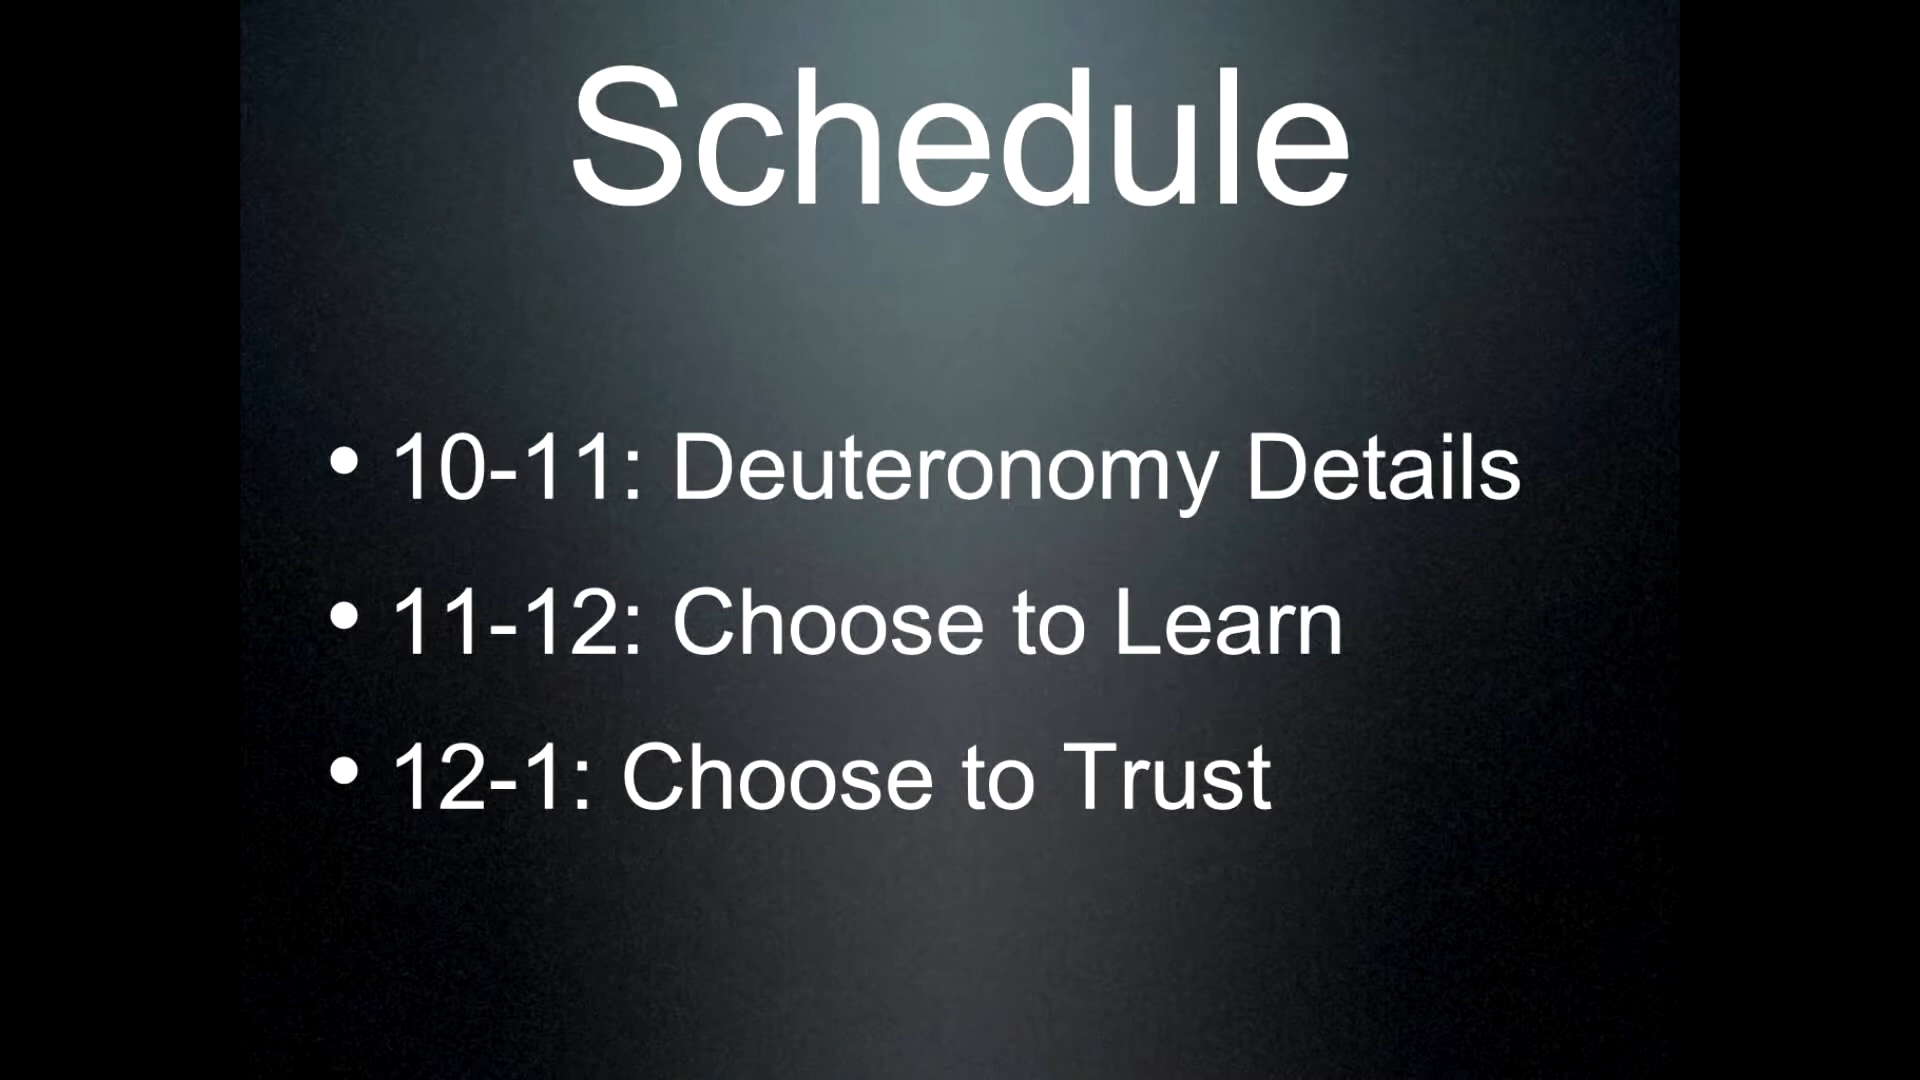 Schedule
• 10-11: Deuteronomy Details
• 11-12: Choose to Learn
• 12-1: Choose to Trust